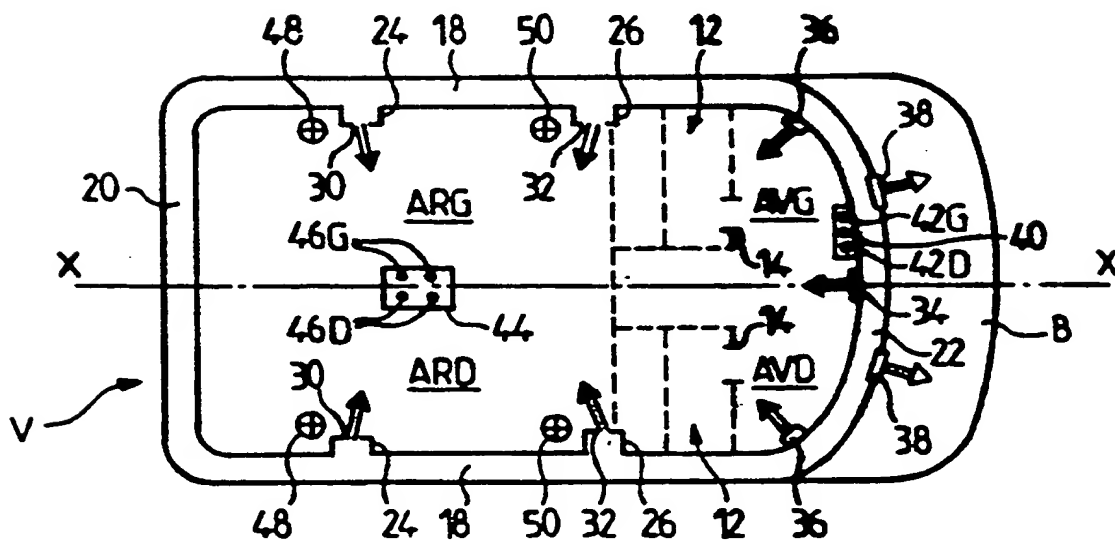 48 24 18 50 26 12 36
38
30 32
20 ARG AVG
46G 42G
40
X 14 42D X
34
46D 44 14 22 B
30 ARD AVD
V
38
48 24 18 50 32 26 12 36